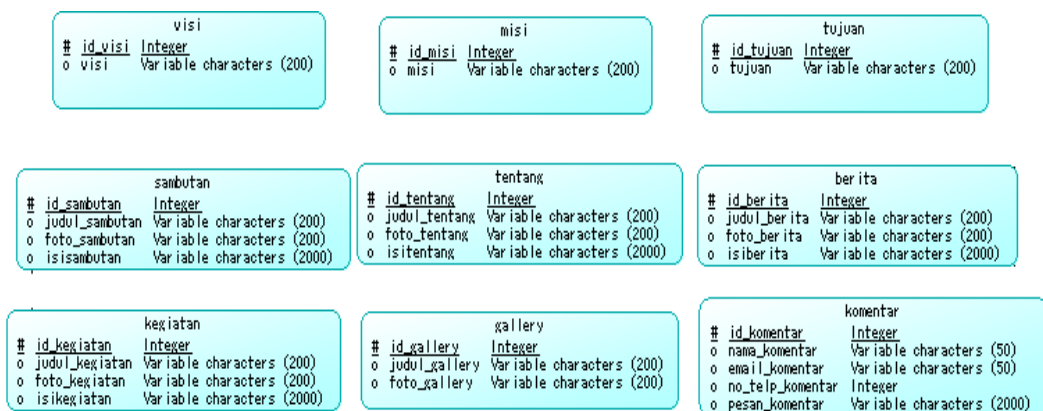 visi
# id_visi Integer
o visi Variable characters (200)
misi
# id_misi Integer
o misi Variable characters (200)
tujuan
# id_tujuan Integer
o tujuan Variable characters (200)
sambutan
# id_sambutan Integer
o judul_sambutan Variable characters (200)
o foto_sambutan Variable characters (200)
o isisambutan Variable characters (2000)
tentang
# id_tentang Integer
o judul_tentang Variable characters (200)
o foto_tentang Variable characters (200)
o isitentang Variable characters (2000)
berita
# id_berita Integer
o judul_berita Variable characters (200)
o foto_berita Variable characters (200)
o isiberita Variable characters (2000)
kegiatan
# id_kegiatan Integer
o judul_kegiatan Variable characters (200)
o foto_kegiatan Variable characters (200)
o isikegiatan Variable characters (2000)
gallery
# id_gallery Integer
o judul_gallery Variable characters (200)
o foto_gallery Variable characters (200)
komentar
# id_komentar Integer
o nama_komentar Variable characters (50)
o email_komentar Variable characters (50)
o no_telp_komentar Integer
o pesan_komentar Variable characters (2000)